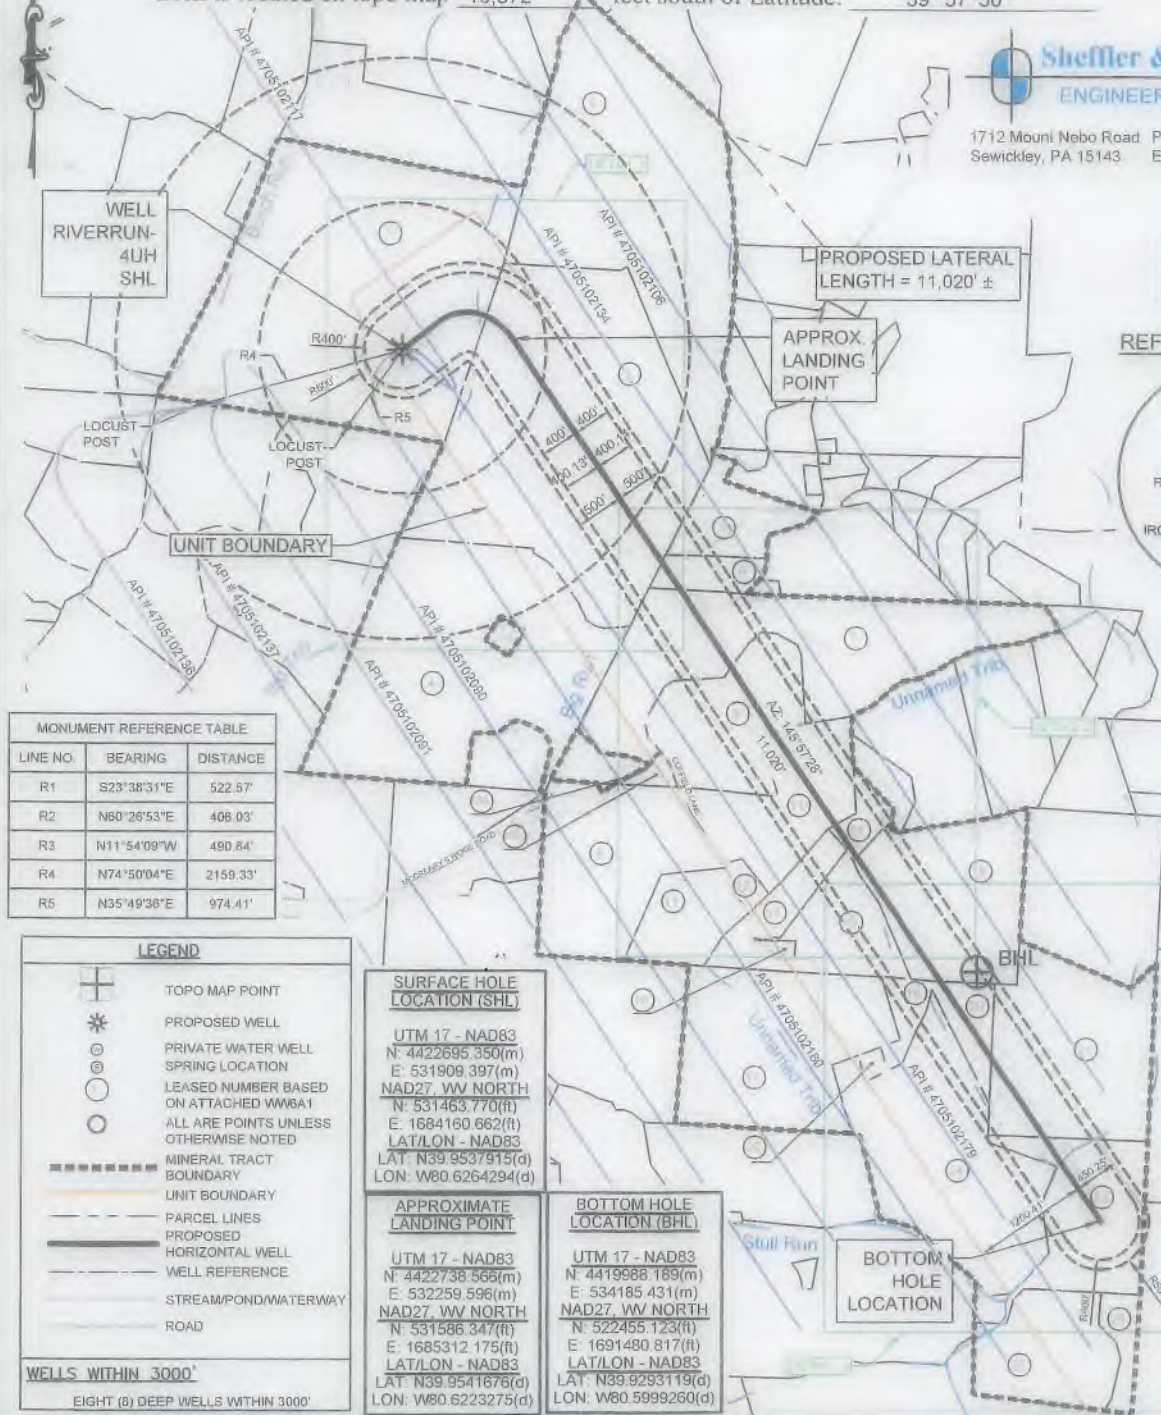 feet south of Latitude:
Sheffler &
ENGINEER
1712 Mount Nebo Road P
Sewickley, PA 15143 E
API # 4705102117
WELL
RIVERRUN-
4UH
SHL
PROPOSED LATERAL
LENGTH = 11,020' ±
API # 4705102106
API # 4705102134
APPROX.
LANDING
POINT
REF
R400'
R4
R600'
R5
LOCUST
POST
LOCUST
POST
400'
400'
500'
500'
UNIT BOUNDARY
IRO
API # 4705102136
API # 4705102137
API # 4705102090
API # 4705102091
Unnamed Trib
AZ: 145°57'28"
11,020'
MONUMENT REFERENCE TABLE
LINE NO. BEARING DISTANCE
R1 S23°38'31"E 522.57'
R2 N60°26'53"E 406.03'
R3 N11°54'09"W 490.84'
R4 N74°50'04"E 2159.33'
R5 N35°49'36"E 974.41'
BHL
LEGEND
TOPO MAP POINT
PROPOSED WELL
PRIVATE WATER WELL
SPRING LOCATION
LEASED NUMBER BASED
ON ATTACHED WW6A1
ALL ARE POINTS UNLESS
OTHERWISE NOTED
MINERAL TRACT
BOUNDARY
UNIT BOUNDARY
PARCEL LINES
PROPOSED
HORIZONTAL WELL
WELL REFERENCE
STREAM/POND/WATERWAY
ROAD
WELLS WITHIN 3000'
EIGHT (8) DEEP WELLS WITHIN 3000'
SURFACE HOLE
LOCATION (SHL)
UTM 17 - NAD83
N: 4422695.350(m)
E: 531909.397(m)
NAD27, WV NORTH
N: 531463.770(ft)
E: 1684160.662(ft)
LAT/LON - NAD83
LAT: N39.9537915(d)
LON: W80.6264294(d)
APPROXIMATE
LANDING POINT
UTM 17 - NAD83
N: 4422738.566(m)
E: 532259.596(m)
NAD27, WV NORTH
N: 531586.347(ft)
E: 1685312.175(ft)
LAT/LON - NAD83
LAT: N39.9541676(d)
LON: W80.6223275(d)
BOTTOM HOLE
LOCATION (BHL)
UTM 17 - NAD83
N: 4419988.189(m)
E: 534185.431(m)
NAD27, WV NORTH
N: 522455.123(ft)
E: 1691480.817(ft)
LAT/LON - NAD83
LAT: N39.9293119(d)
LON: W80.5999260(d)
API # 4705102180
Unnamed Trib
API # 4705102179
450.25'
1200.41'
Stull Run
BOTTOM
HOLE
LOCATION
R400'